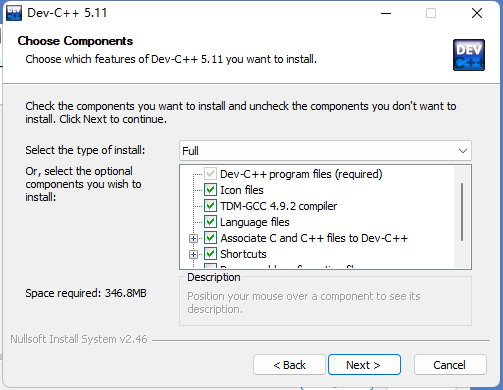 Dev-C++ 5.11
Choose Components
Choose which features of Dev-C++ 5.11 you want to install.
DEV
C++
Check the components you want to install and uncheck the components you don't want to
install. Click Next to continue.
Select the type of install:
Full
Or, select the optional
components you wish to
install:
Dev-C++ program files (required)
Icon files
TDM-GCC 4.9.2 compiler
Language files
Associate C and C++ files to Dev-C++
Shortcuts
Space required: 346.8MB
Description
Position your mouse over a component to see its
description.
Nullsoft Install System v2.46
< Back
Next >
Cancel